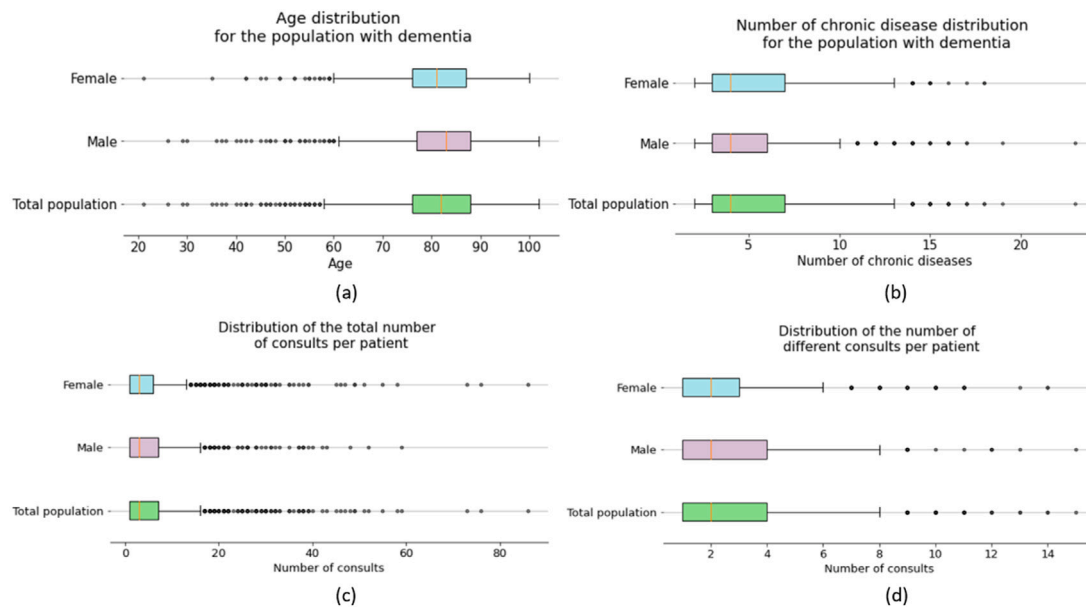 Age distribution
for the population with dementia
Female
Male
Total population
20 30 40 50 60 70 80 90 100
Age
(a)
Number of chronic disease distribution
for the population with dementia
Female
Male
Total population
5 10 15 20
Number of chronic diseases
(b)
Distribution of the total number
of consults per patient
Female
Male
Total population
0 20 40 60 80
Number of consults
(c)
Distribution of the number of
different consults per patient
Female
Male
Total population
2 4 6 8 10 12 14
Number of consults
(d)